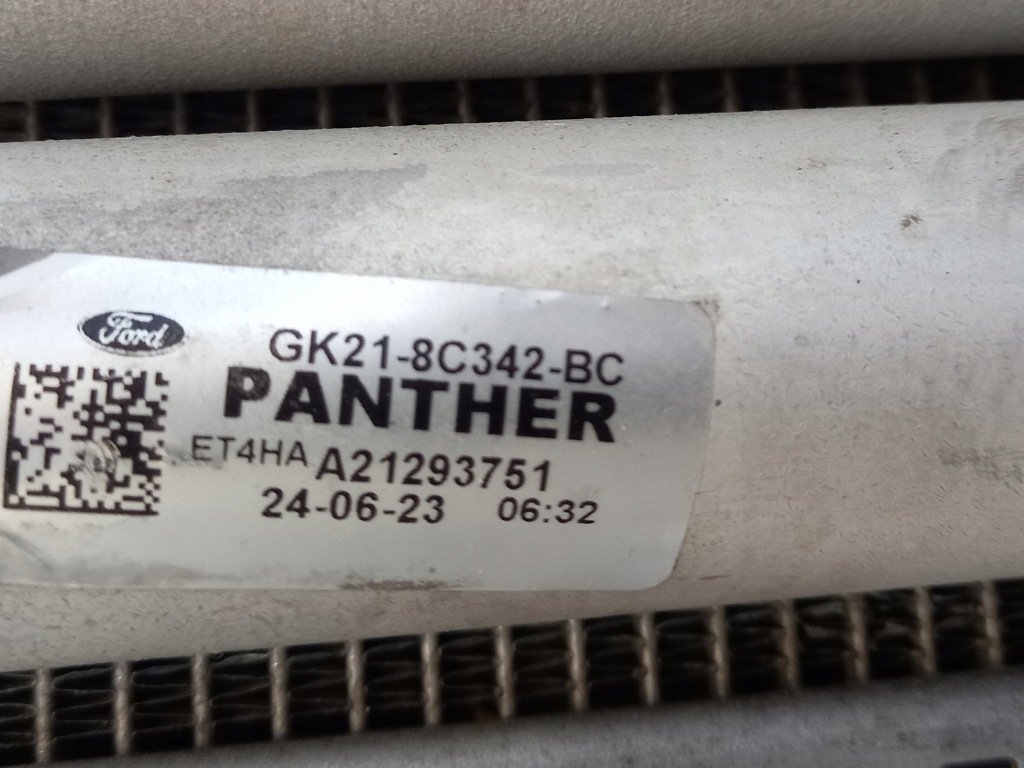 Ford
GK21-8C342-BC
PANTHER
ET4HA A21293751
24-06-23 06:32